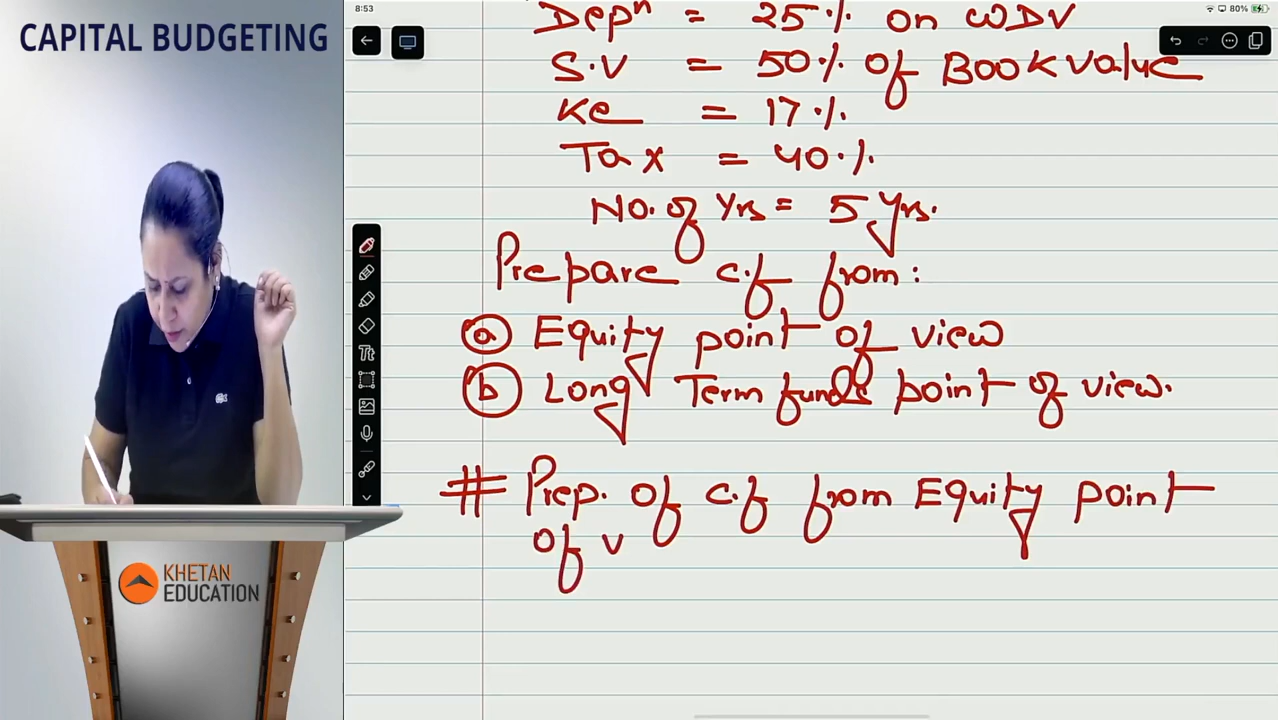 8:53
80%
CAPITAL BUDGETING
Depⁿ = 25% on WDV
S.V = 50% of Book Value
Ke = 17%
Tax = 40%
No. of Yrs = 5 Yrs.
Prepare c.f from:
(a) Equity point of view
(b) Long Term funds point of view.
# Prep. of c.f from Equity point
of v
Tt
KHETAN
EDUCATION